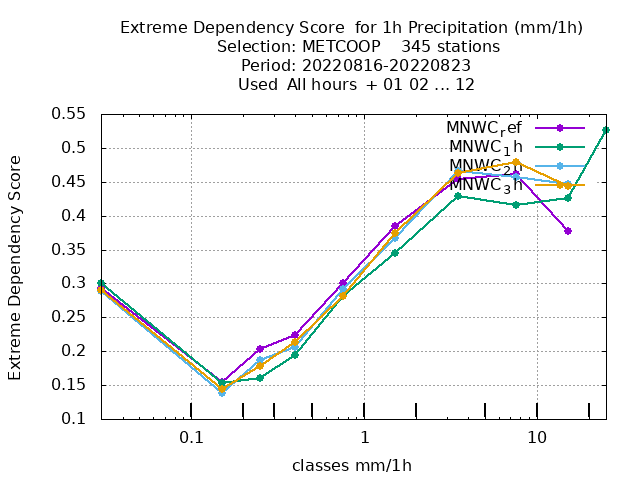 Extreme Dependency Score  for 1h Precipitation (mm/1h)
Selection: METCOOP    345 stations
Period: 20220816-20220823
Used  All hours  + 01 02 ... 12
Extreme Dependency Score
0.55
0.5
0.45
0.4
0.35
0.3
0.25
0.2
0.15
0.1
MNWC_ref
MNWC_1h
MNWC_2h
MNWC_3h
0.1 1 10
classes mm/1h